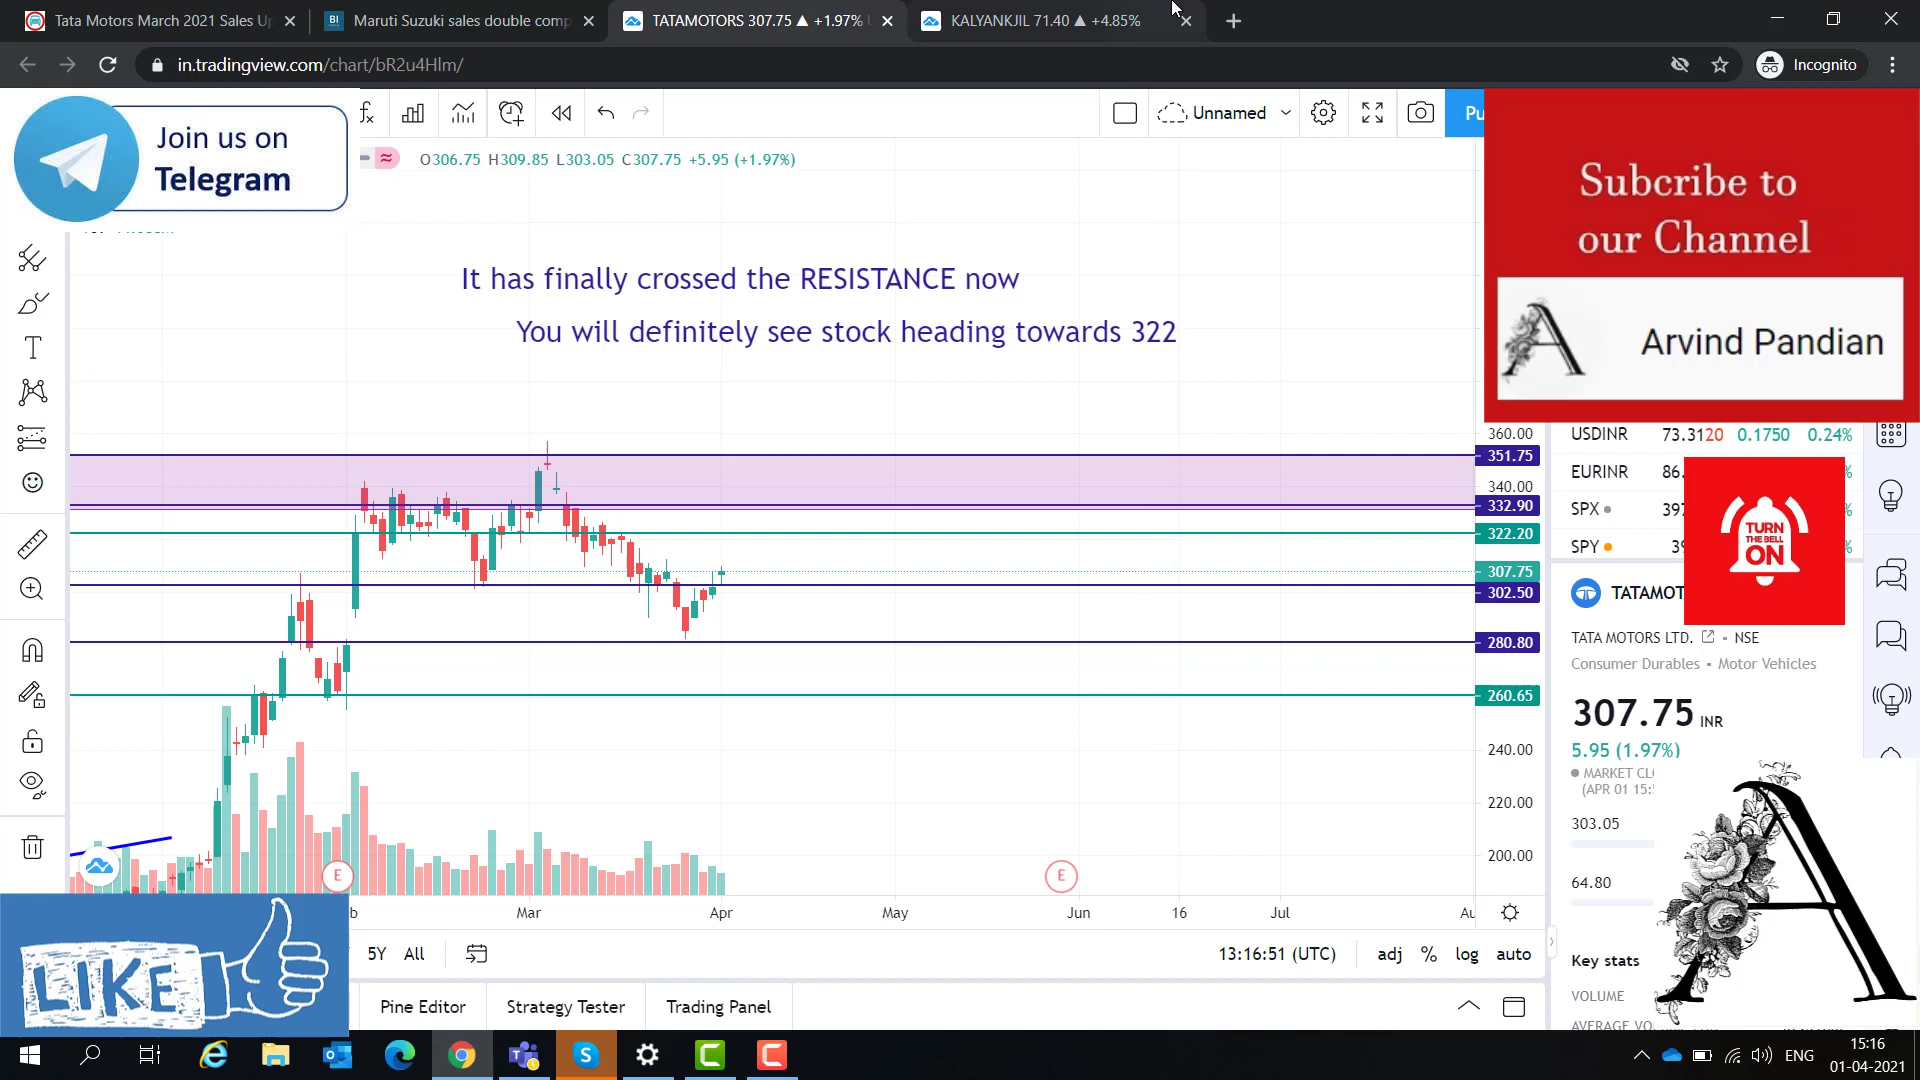 Tata Motors March 2021 Sales Up
Maruti Suzuki sales double comp
TATAMOTORS 307.75 ▲ +1.97%
KALYANKJIL 71.40 ▲ +4.85%
in.tradingview.com/chart/bR2u4Hlm/
Incognito
Join us on
Telegram
Unnamed
Pu
O306.75 H309.85 L303.05 C307.75 +5.95 (+1.97%)
Subcribe to
our Channel
Arvind Pandian
It has finally crossed the RESISTANCE now
You will definitely see stock heading towards 322
360.00
351.75
340.00
332.90
322.20
307.75
302.50
280.80
260.65
240.00
220.00
200.00
USDINR 73.3120 0.1750 0.24%
EURINR 86.
SPX 397
SPY 39
TURN
THE BELL
ON
TATAMOT
TATA MOTORS LTD. • NSE
Consumer Durables • Motor Vehicles
307.75 INR
5.95 (1.97%)
MARKET CL
(APR 01 15:
303.05
64.80
Key stats
VOLUME
E
E
b Mar Apr May Jun 16 Jul Au
5Y All
13:16:51 (UTC) adj % log auto
LIKE
Pine Editor Strategy Tester Trading Panel
A
ENG
15:16
01-04-2021